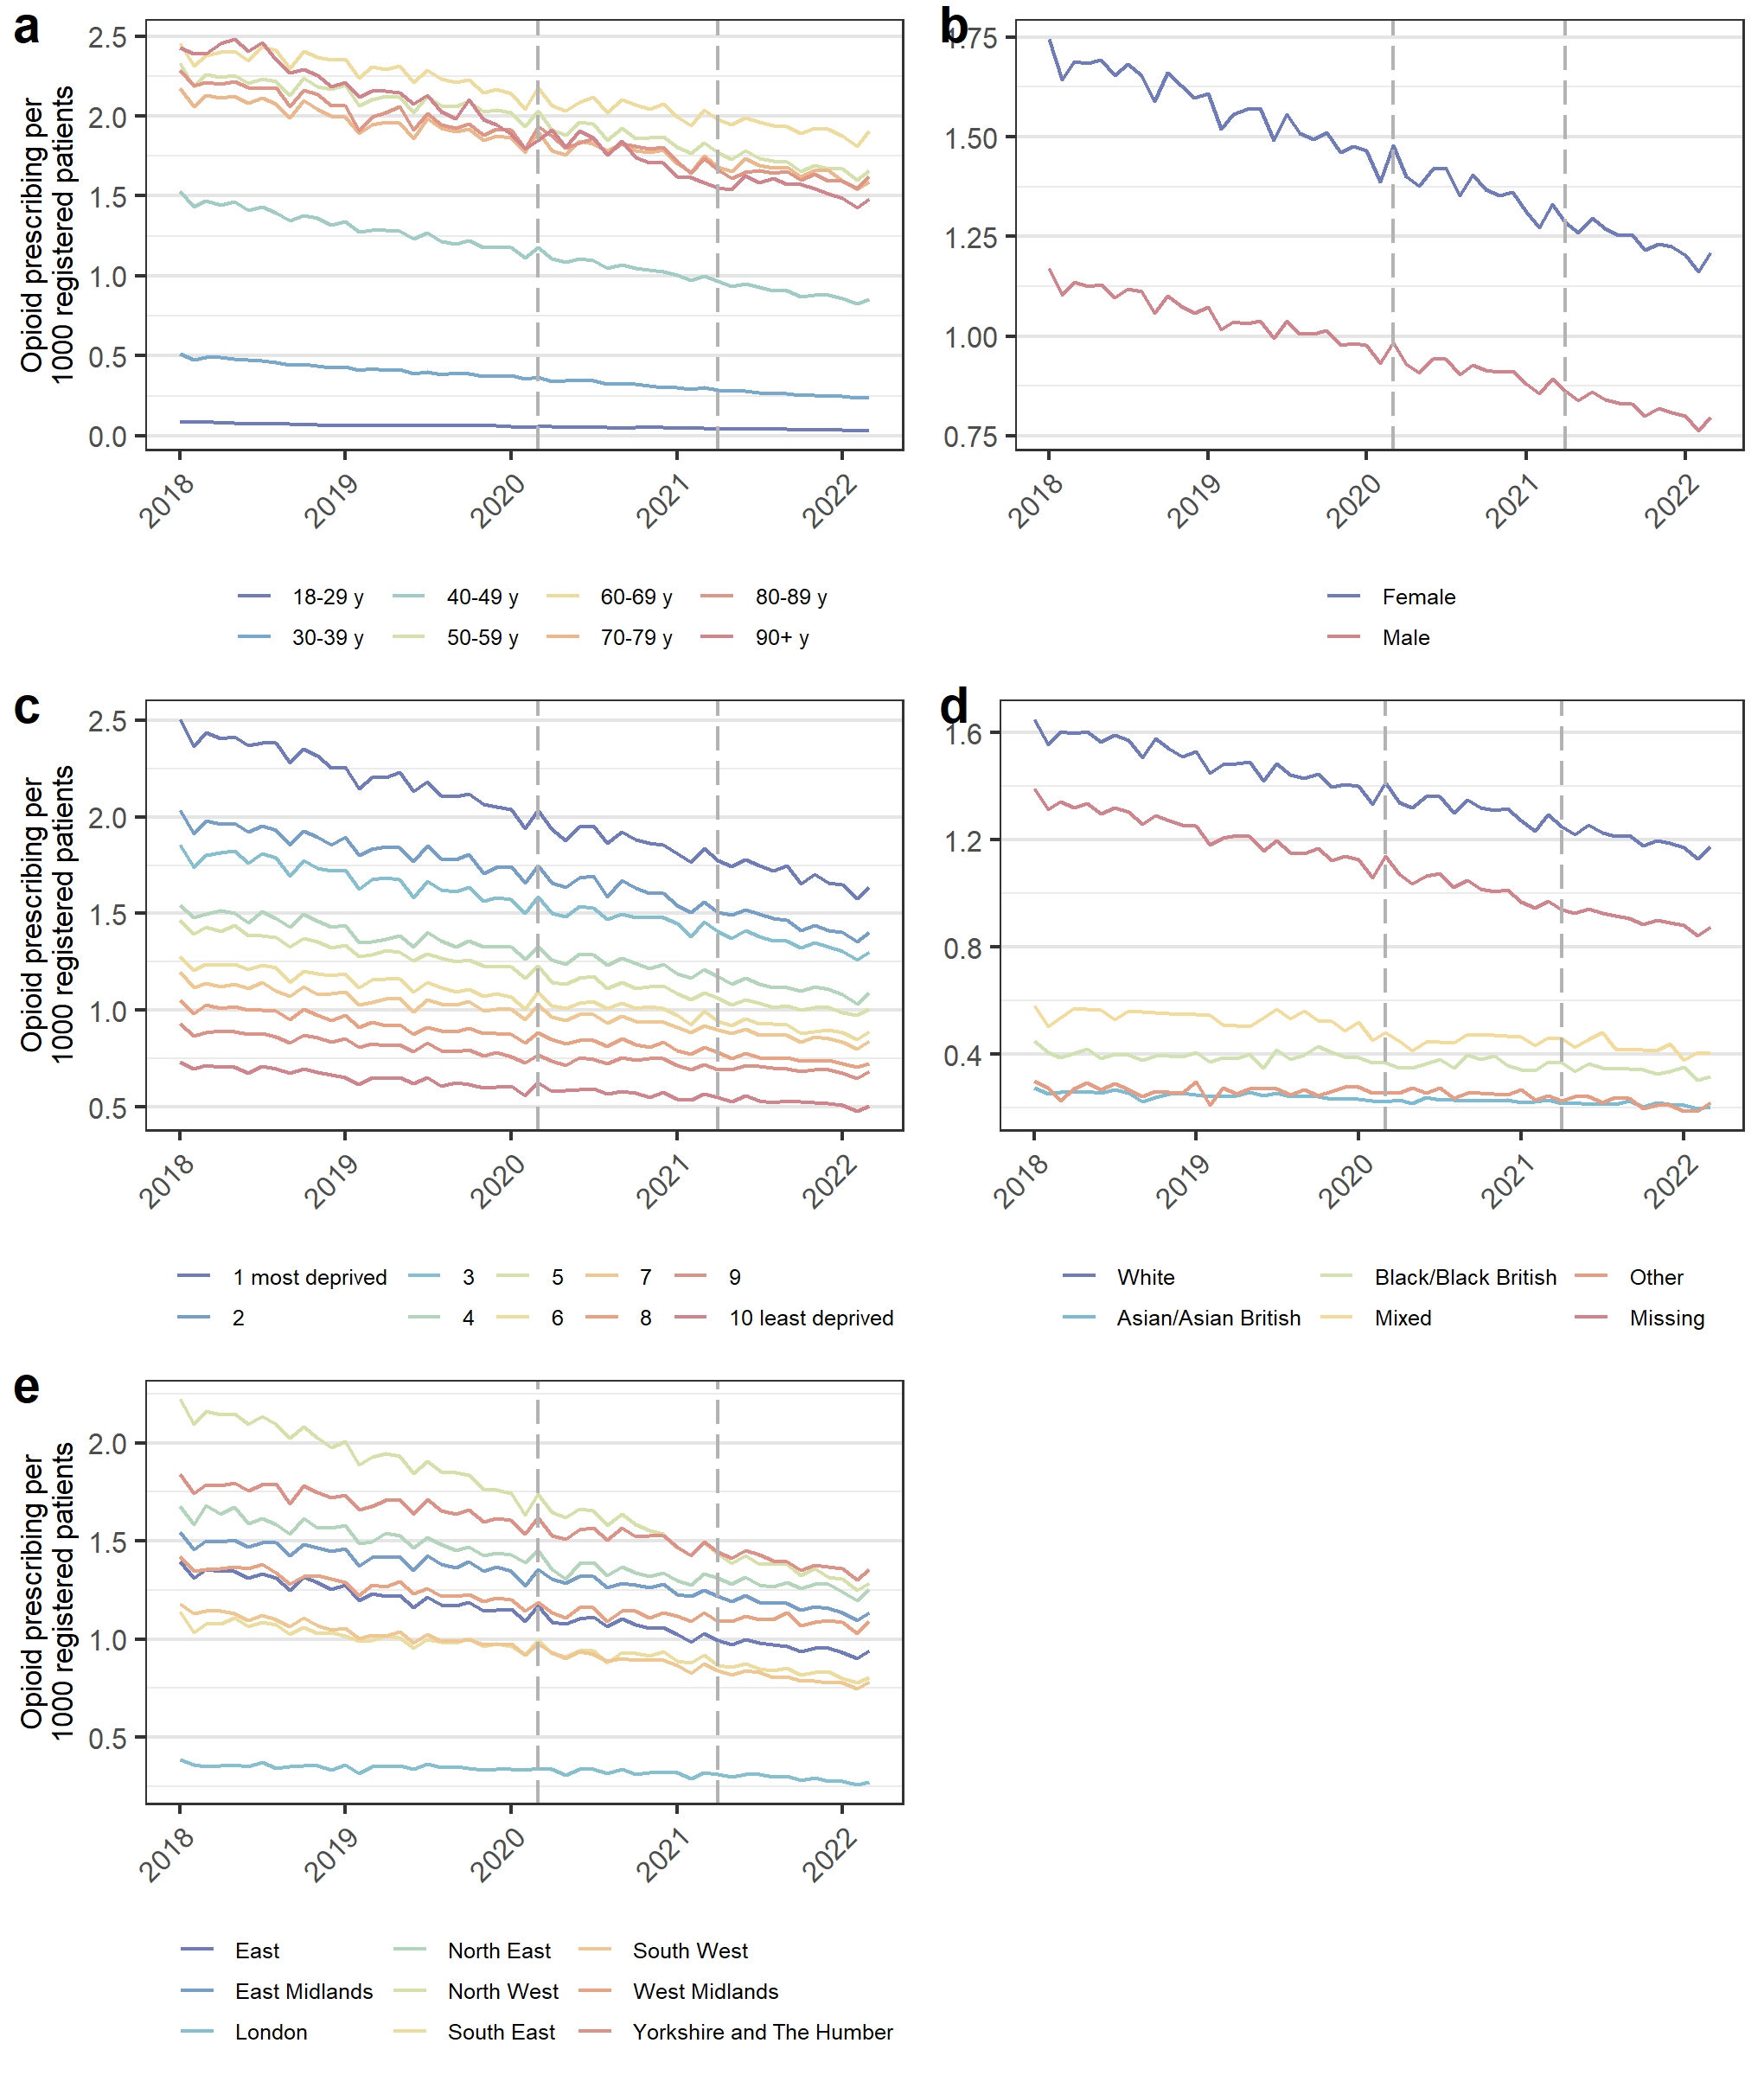 a
2.5
2.0
1.5
1.0
0.5
0.0
Opioid prescribing per
1000 registered patients
2018
2019
2020
2021
2022
18-29 y
40-49 y
60-69 y
80-89 y
30-39 y
50-59 y
70-79 y
90+ y
b
1.75
1.50
1.25
1.00
0.75
2018
2019
2020
2021
2022
Female
Male
c
2.5
2.0
1.5
1.0
0.5
Opioid prescribing per
1000 registered patients
2018
2019
2020
2021
2022
1 most deprived
3
5
7
9
2
4
6
8
10 least deprived
d
1.6
1.2
0.8
0.4
2018
2019
2020
2021
2022
White
Black/Black British
Other
Asian/Asian British
Mixed
Missing
e
2.0
1.5
1.0
0.5
Opioid prescribing per
1000 registered patients
2018
2019
2020
2021
2022
East
North East
South West
East Midlands
North West
West Midlands
London
South East
Yorkshire and The Humber